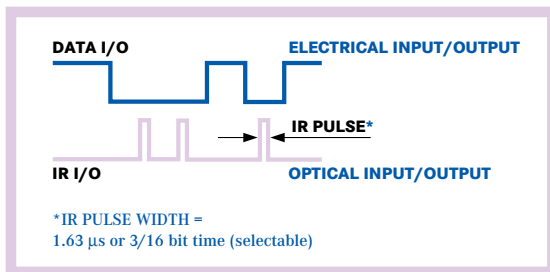 DATA I/O ELECTRICAL INPUT/OUTPUT
IR PULSE*
IR I/O OPTICAL INPUT/OUTPUT
*IR PULSE WIDTH =
1.63 µs or 3/16 bit time (selectable)